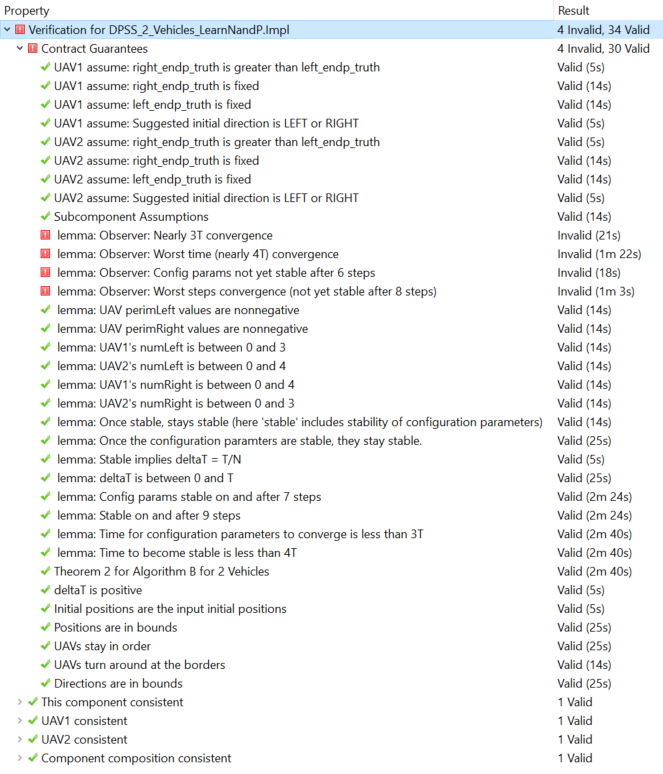 Property Result
Verification for DPSS_2_Vehicles_LearnNandP.Impl 4 Invalid, 34 Valid
Contract Guarantees 4 Invalid, 30 Valid
UAV1 assume: right_endp_truth is greater than left_endp_truth Valid (5s)
UAV1 assume: right_endp_truth is fixed Valid (14s)
UAV1 assume: left_endp_truth is fixed Valid (14s)
UAV1 assume: Suggested initial direction is LEFT or RIGHT Valid (5s)
UAV2 assume: right_endp_truth is greater than left_endp_truth Valid (5s)
UAV2 assume: right_endp_truth is fixed Valid (14s)
UAV2 assume: left_endp_truth is fixed Valid (14s)
UAV2 assume: Suggested initial direction is LEFT or RIGHT Valid (5s)
Subcomponent Assumptions Valid (14s)
lemma: Observer: Nearly 3T convergence Invalid (21s)
lemma: Observer: Worst time (nearly 4T) convergence Invalid (1m 22s)
lemma: Observer: Config params not yet stable after 6 steps Invalid (18s)
lemma: Observer: Worst steps convergence (not yet stable after 8 steps) Invalid (1m 3s)
lemma: UAV perimLeft values are nonnegative Valid (14s)
lemma: UAV perimRight values are nonnegative Valid (14s)
lemma: UAV1's numLeft is between 0 and 3 Valid (14s)
lemma: UAV2's numLeft is between 0 and 4 Valid (14s)
lemma: UAV1's numRight is between 0 and 4 Valid (14s)
lemma: UAV2's numRight is between 0 and 3 Valid (14s)
lemma: Once stable, stays stable (here 'stable' includes stability of configuration parameters) Valid (14s)
lemma: Once the configuration paramters are stable, they stay stable. Valid (25s)
lemma: Stable implies deltaT = T/N Valid (5s)
lemma: deltaT is between 0 and T Valid (25s)
lemma: Config params stable on and after 7 steps Valid (2m 24s)
lemma: Stable on and after 9 steps Valid (2m 24s)
lemma: Time for configuration parameters to converge is less than 3T Valid (2m 40s)
lemma: Time to become stable is less than 4T Valid (2m 40s)
Theorem 2 for Algorithm B for 2 Vehicles Valid (2m 40s)
deltaT is positive Valid (5s)
Initial positions are the input initial positions Valid (5s)
Positions are in bounds Valid (25s)
UAVs stay in order Valid (25s)
UAVs turn around at the borders Valid (14s)
Directions are in bounds Valid (25s)
This component consistent 1 Valid
UAV1 consistent 1 Valid
UAV2 consistent 1 Valid
Component composition consistent 1 Valid